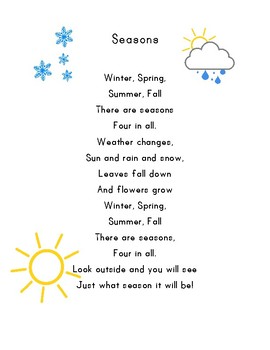 Seasons
Winter, Spring,
Summer, Fall
There are seasons
Four in all.
Weather changes,
Sun and rain and snow,
Leaves fall down
And flowers grow
Winter, Spring,
Summer, Fall
There are seasons,
Four in all.
Look outside and you will see
Just what season it will be!